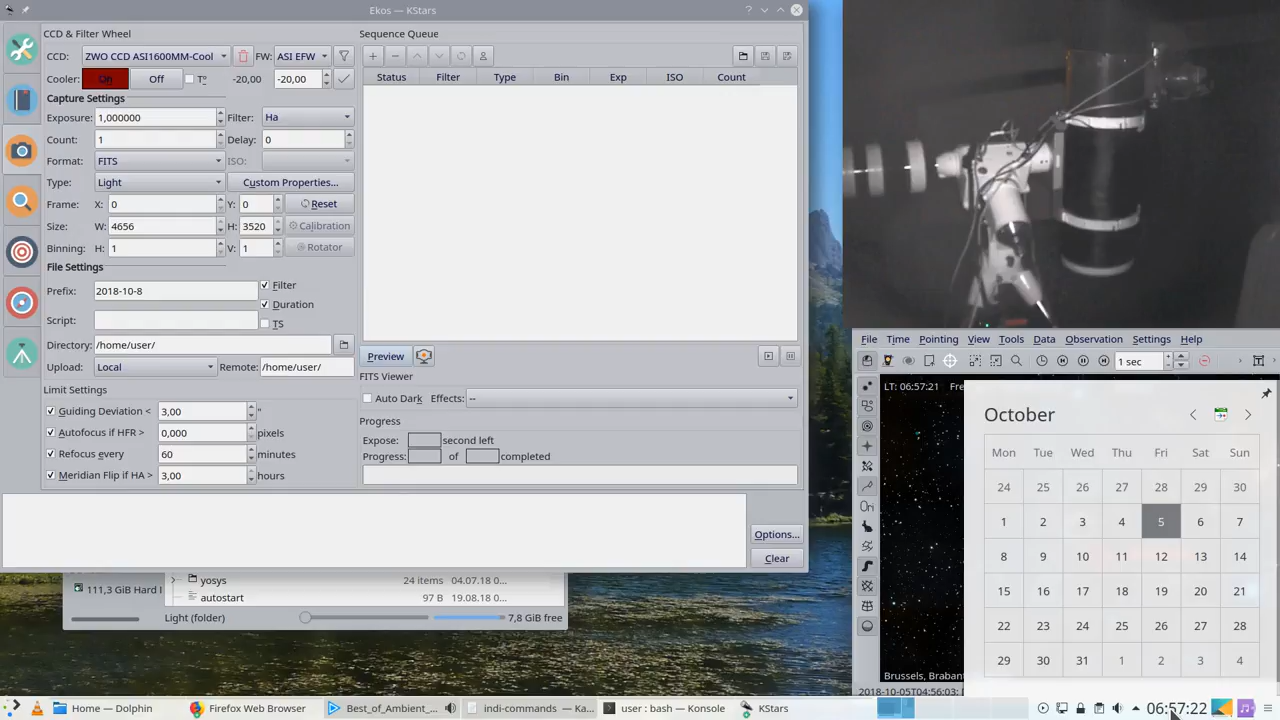 Ekos — KStars
CCD & Filter Wheel
CCD: ZWO CCD ASI1600MM-Cool FW: ASI EFW
Cooler: On Off T° -20,00 -20,00
Capture Settings
Exposure: 1,000000 Filter: Ha
Count: 1 Delay: 0
Format: FITS ISO:
Type: Light Custom Properties...
Frame: X: 0 Y: 0 Reset
Size: W: 4656 H: 3520 Calibration
Binning: H: 1 V: 1 Rotator
File Settings
Prefix: 2018-10-8 Filter
Duration
Script: TS
Directory: /home/user/
Upload: Local Remote: /home/user/
Limit Settings
Guiding Deviation < 3,00 "
Autofocus if HFR > 0,000 pixels
Refocus every 60 minutes
Meridian Flip if HA > 3,00 hours
Sequence Queue
Status Filter Type Bin Exp ISO Count
Preview
FITS Viewer
Auto Dark Effects: --
Progress
Expose: second left
Progress: of completed
Options...
Clear
yosys 24 items 04.07.18 0...
111,3 GiB Hard
autostart 97 B 19.08.18 0...
Light (folder) 7,8 GiB free
File Time Pointing View Tools Data Observation Settings Help
1 sec
LT: 06:57:21
Brussels, Braban
2018-10-05T04:56:03:
October
Mon Tue Wed Thu Fri Sat Sun
24 25 26 27 28 29 30
1 2 3 4 5 6 7
8 9 10 11 12 13 14
15 16 17 18 19 20 21
22 23 24 25 26 27 28
29 30 31 1 2 3 4
Home — Dolphin
irefox Web Browser
Best_of_Ambient_...
indi-commands — Ka...
user : bash — Konsole
KStars
06:57:22